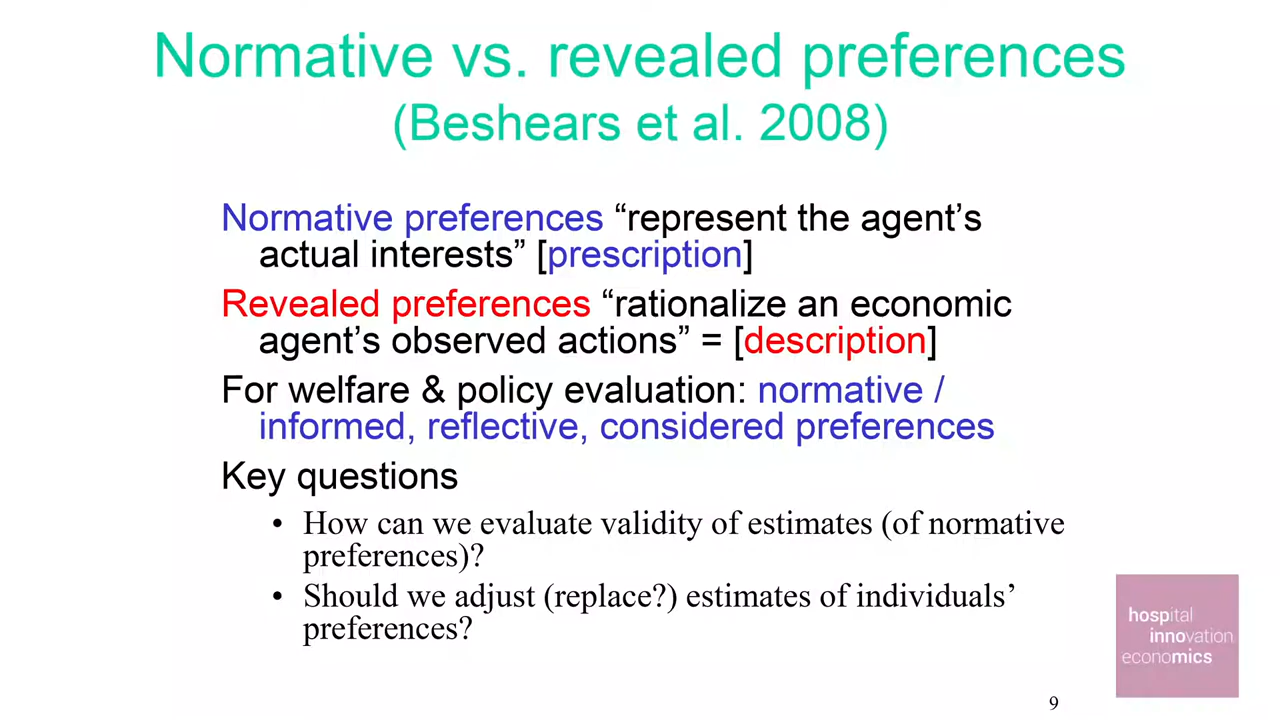 Normative vs. revealed preferences
(Beshears et al. 2008)
Normative preferences “represent the agent’s
actual interests” [prescription]
Revealed preferences “rationalize an economic
agent’s observed actions” = [description]
For welfare & policy evaluation: normative /
informed, reflective, considered preferences
Key questions
• How can we evaluate validity of estimates (of normative
preferences)?
• Should we adjust (replace?) estimates of individuals’
preferences?
hospital
innovation
economics
9